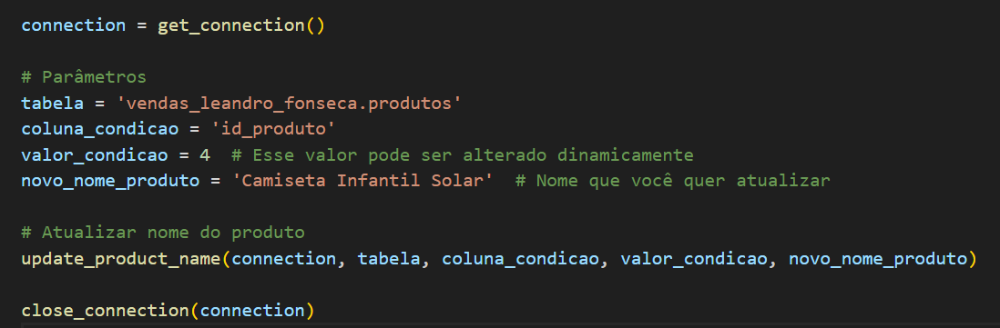 connection = get_connection()
# Parâmetros
tabela = 'vendas_leandro_fonseca.produtos'
coluna_condicao = 'id_produto'
valor_condicao = 4  # Esse valor pode ser alterado dinamicamente
novo_nome_produto = 'Camiseta Infantil Solar'  # Nome que você quer atualizar
# Atualizar nome do produto
update_product_name(connection, tabela, coluna_condicao, valor_condicao, novo_nome_produto)
close_connection(connection)